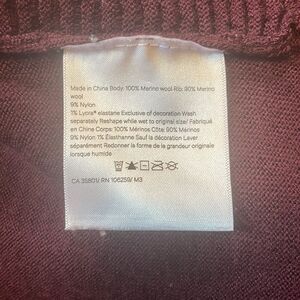 Made in China Body: 100% Merino wool-Rib: 90% Merino
wool
9% Nylon
1% Lycra® elastane Exclusive of decoration Wash
separately Reshape while wet to original size/ Fabriqué
en Chine Corps: 100% Mérinos Côte: 90% Mérinos
9% Nylon 1% Élasthanne Sauf la décoration Laver
séparément Redonner la forme de la grandeur originale
lorsque humide
CA 35801/ RN 106259/ M3